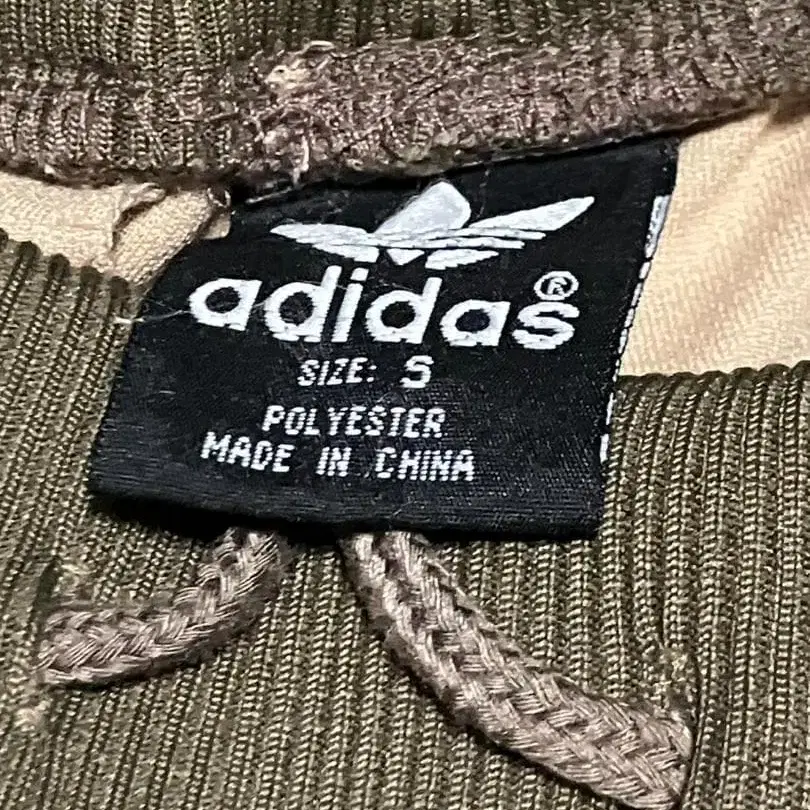 adidas®
SIZE: S
POLYESTER
MADE IN CHINA